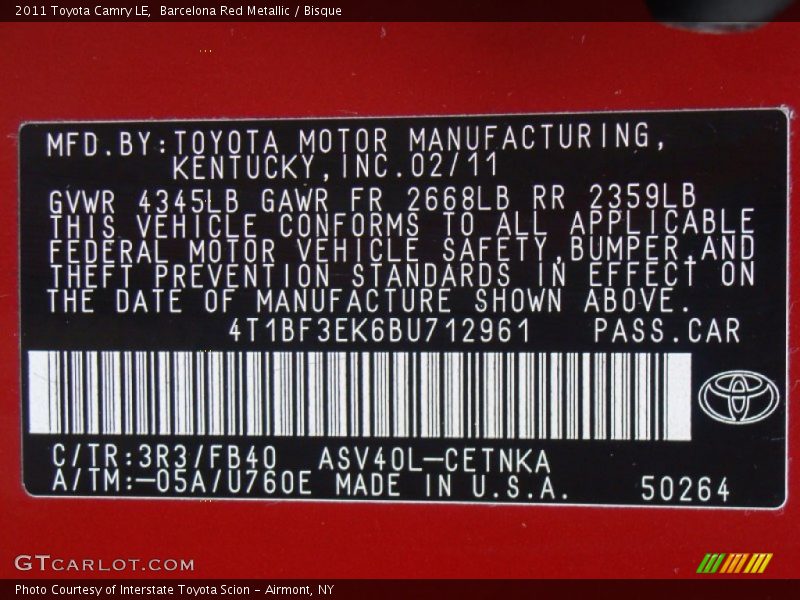 2011 Toyota Camry LE,  Barcelona Red Metallic / Bisque
MFD.BY:TOYOTA MOTOR MANUFACTURING,
KENTUCKY,INC.02/11
GVWR 4345LB GAWR FR 2668LB RR 2359LB
THIS VEHICLE CONFORMS TO ALL APPLICABLE
FEDERAL MOTOR VEHICLE SAFETY,BUMPER,AND
THEFT PREVENTION STANDARDS IN EFFECT ON
THE DATE OF MANUFACTURE SHOWN ABOVE.
4T1BF3EK6BU712961 PASS.CAR
C/TR:3R3/FB40 ASV40L-CETNKA
A/TM:-05A/U760E MADE IN U.S.A. 50264
GTCARLOT.COM
Photo Courtesy of Interstate Toyota Scion - Airmont, NY